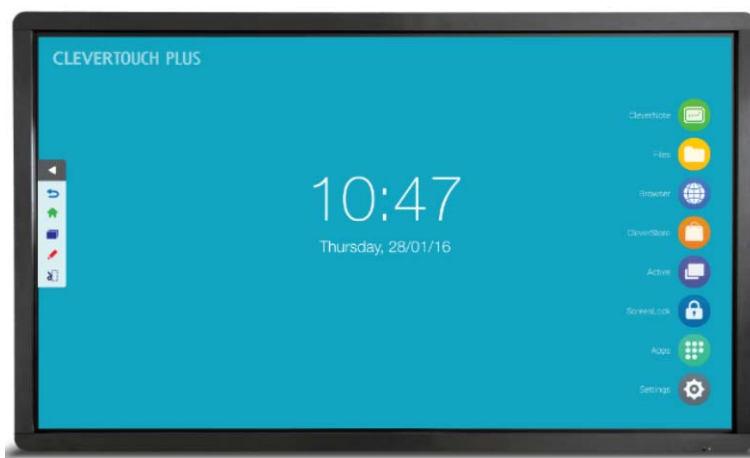 CLEVERTOUCH PLUS
CleverNote
Files
Browser
10:47
CleverStore
Thursday, 28/01/16
Active
ScreenLock
Apps
Settings